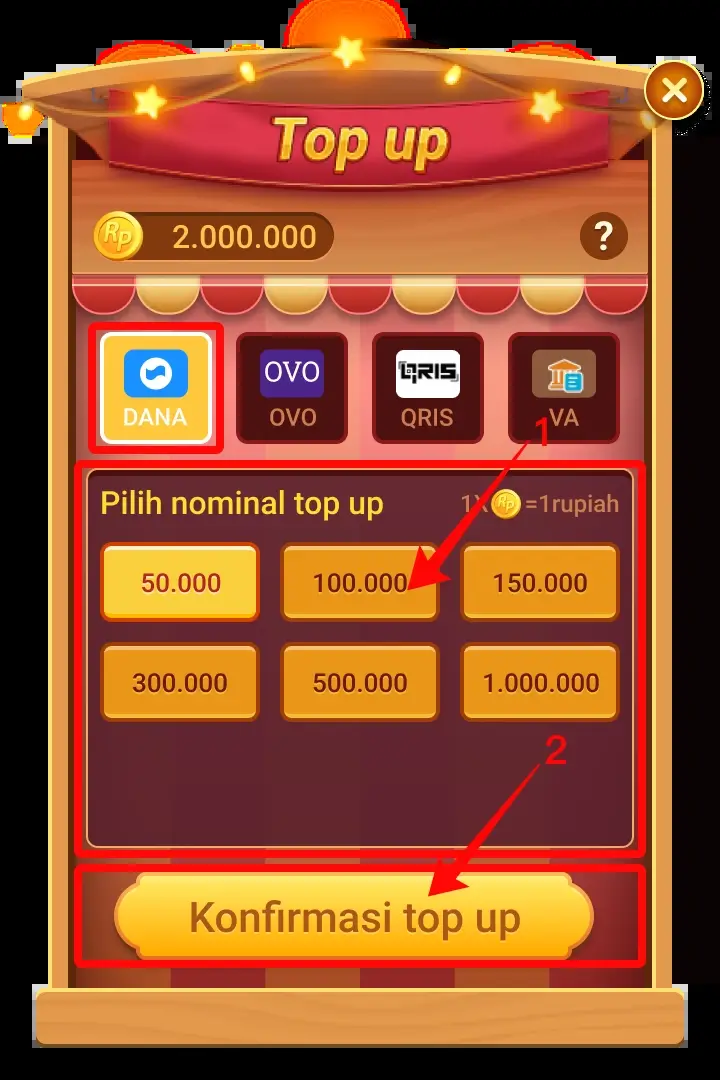 Top up
Rp 2.000.000 ?
OVO QRIS
DANA OVO QRIS VA
1
Pilih nominal top up 1X Rp =1rupiah
50.000 100.000 150.000
300.000 500.000 1.000.000
2
Konfirmasi top up